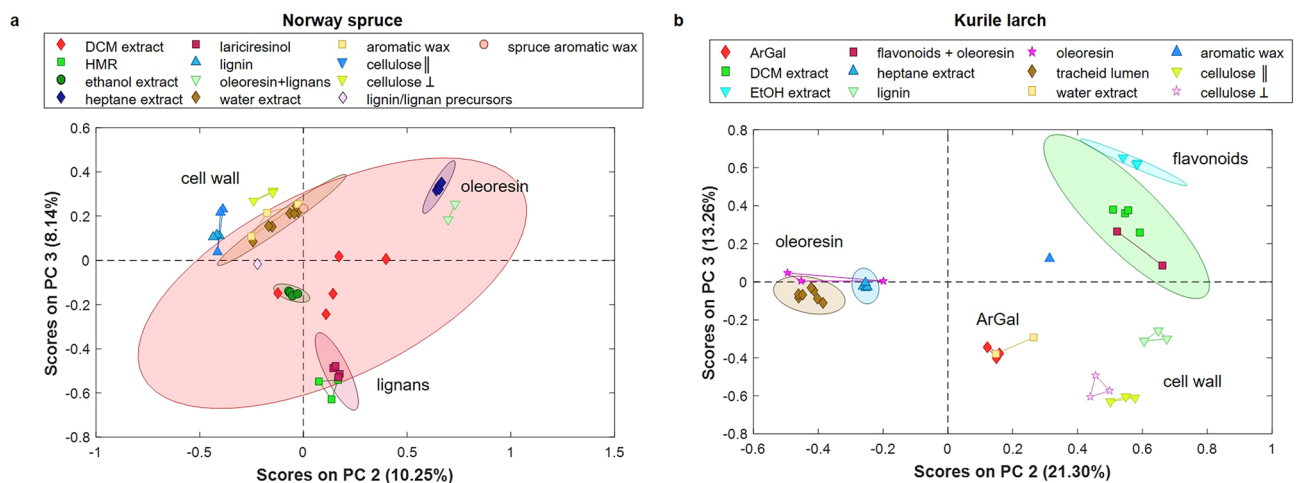 a
Norway spruce
DCM extract
lariciresinol
aromatic wax
spruce aromatic wax
HMR
lignin
cellulose ‖
ethanol extract
oleoresin+lignans
cellulose ⊥
heptane extract
water extract
lignin/lignan precursors
0.6
0.4
0.2
0
-0.2
-0.4
-0.6
-0.8
Scores on PC 3 (8.14%)
cell wall
oleoresin
lignans
-1
-0.5
0
0.5
1
1.5
Scores on PC 2 (10.25%)
b
Kurile larch
ArGal
flavonoids + oleoresin
oleoresin
aromatic wax
DCM extract
heptane extract
tracheid lumen
cellulose ‖
EtOH extract
lignin
water extract
cellulose ⊥
0.8
0.6
0.4
0.2
0
-0.2
-0.4
-0.6
-0.8
Scores on PC 3 (13.26%)
flavonoids
oleoresin
ArGal
cell wall
-0.6
-0.4
-0.2
0
0.2
0.4
0.6
0.8
1
Scores on PC 2 (21.30%)